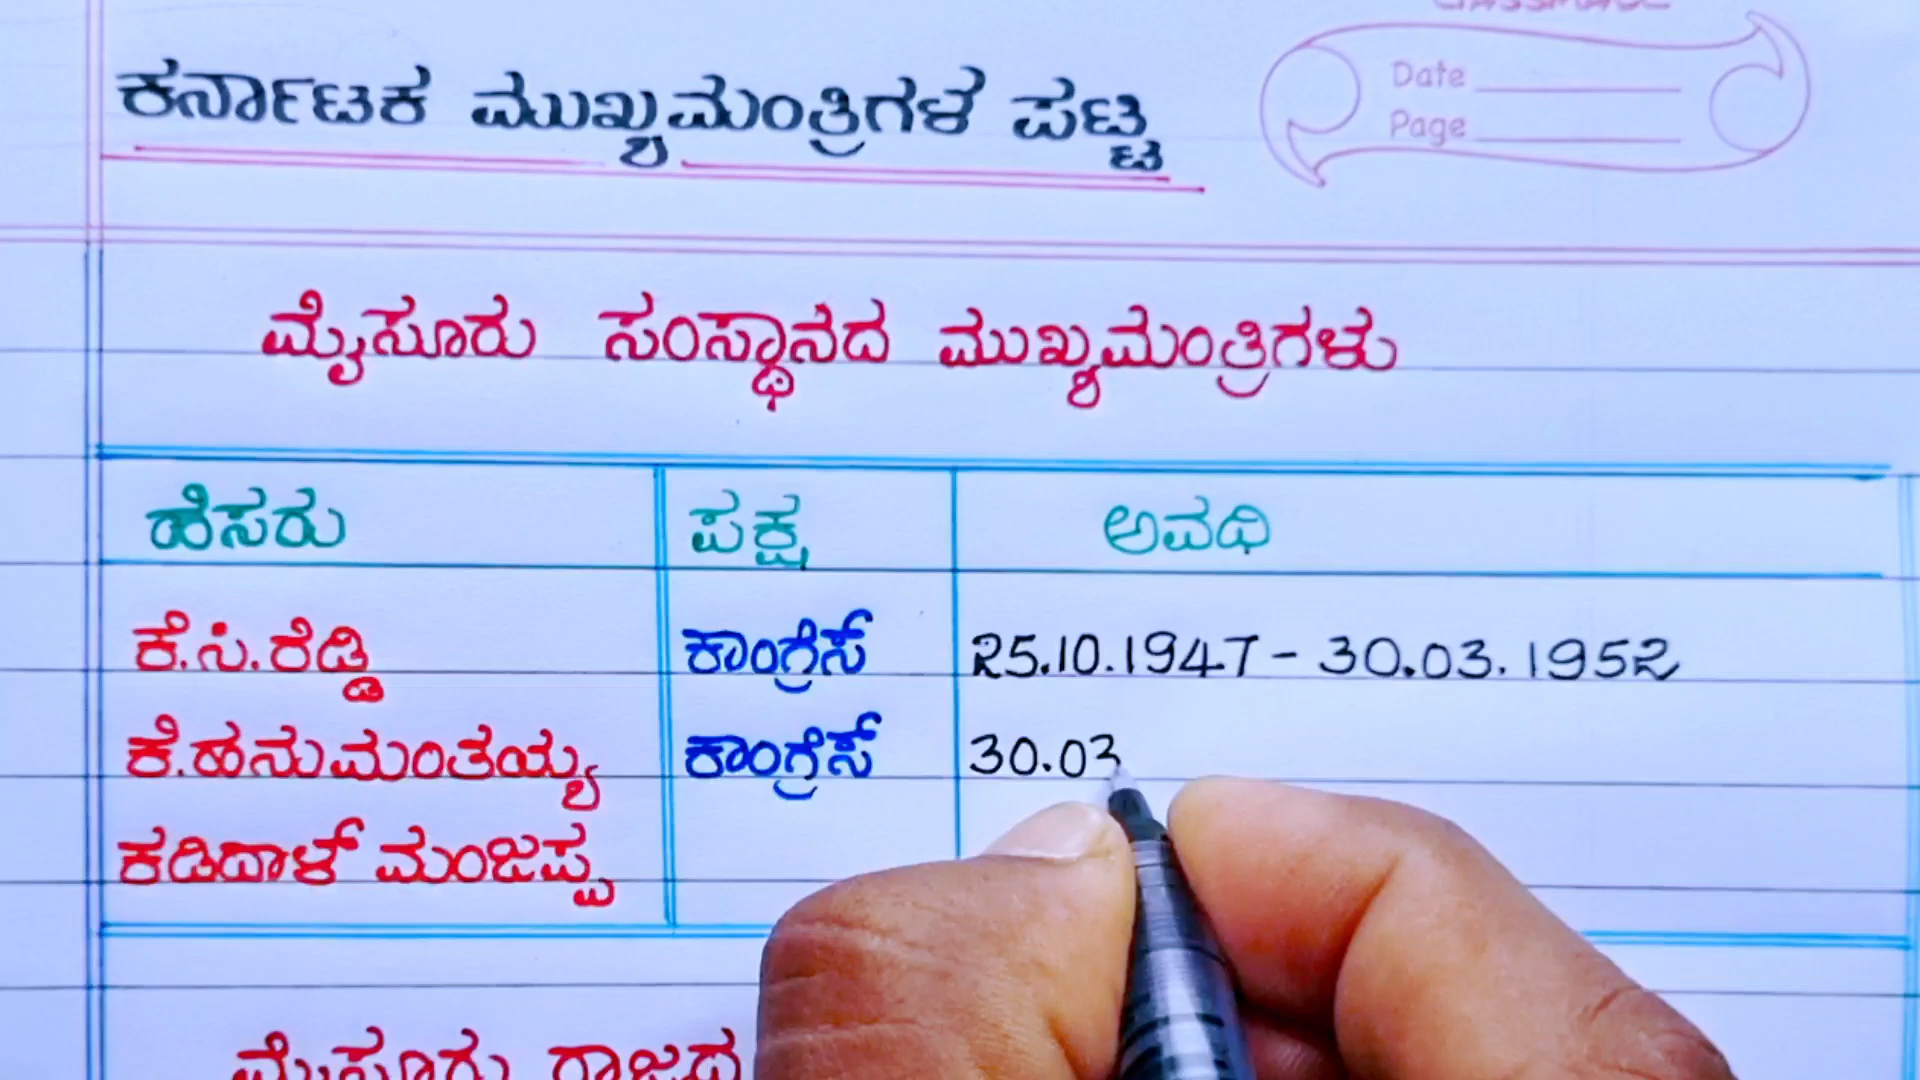 Date
Page
ಕರ್ನಾಟಕ ಮುಖ್ಯಮಂತ್ರಿಗಳ ಪಟ್ಟಿ
ಮೈಸೂರು ಸಂಸ್ಥಾನದ ಮುಖ್ಯಮಂತ್ರಿಗಳು
ಹೆಸರು ಪಕ್ಷ ಅವಧಿ
ಕೆ.ಸಿ.ರೆಡ್ಡಿ ಕಾಂಗ್ರೆಸ್ 25.10.1947 - 30.03.1952
ಕೆ.ಹನುಮಂತಯ್ಯ ಕಾಂಗ್ರೆಸ್ 30.03
ಕಡಿದಾಳ್ ಮಂಜಪ್ಪ
ಮೈಸೂರು ರಾಜ್ಯದ